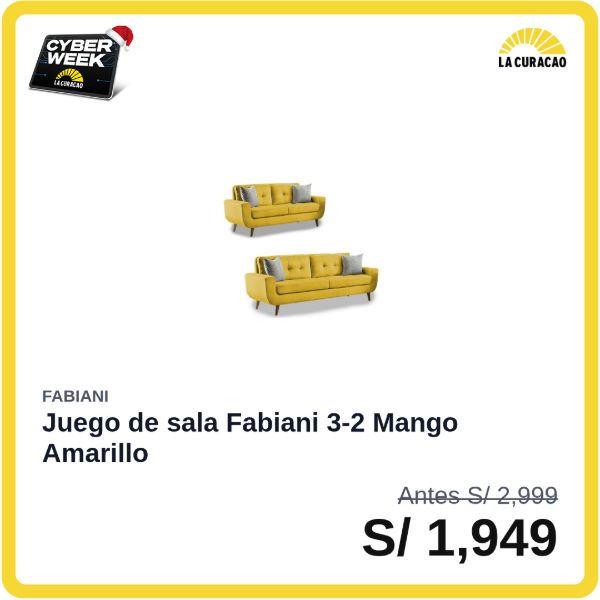 CYBER
WEEK
LA CURACAO
LA CURACAO
FABIANI
Juego de sala Fabiani 3-2 Mango
Amarillo
Antes S/ 2,999
S/ 1,949